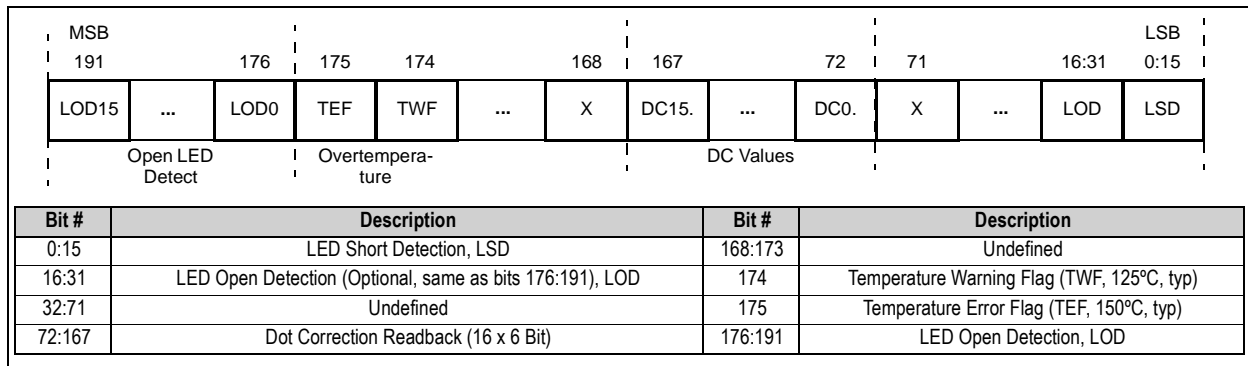 MSB LSB
191 176 175 174 168 167 72 71 16:31 0:15
LOD15 ... LOD0 TEF TWF ... X DC15. ... DC0. X ... LOD LSD
Open LED
Detect
Overtempera-
ture
DC Values
Bit # Description Bit # Description
0:15 LED Short Detection, LSD 168:173 Undefined
16:31 LED Open Detection (Optional, same as bits 176:191), LOD 174 Temperature Warning Flag (TWF, 125ºC, typ)
32:71 Undefined 175 Temperature Error Flag (TEF, 150ºC, typ)
72:167 Dot Correction Readback (16 x 6 Bit) 176:191 LED Open Detection, LOD